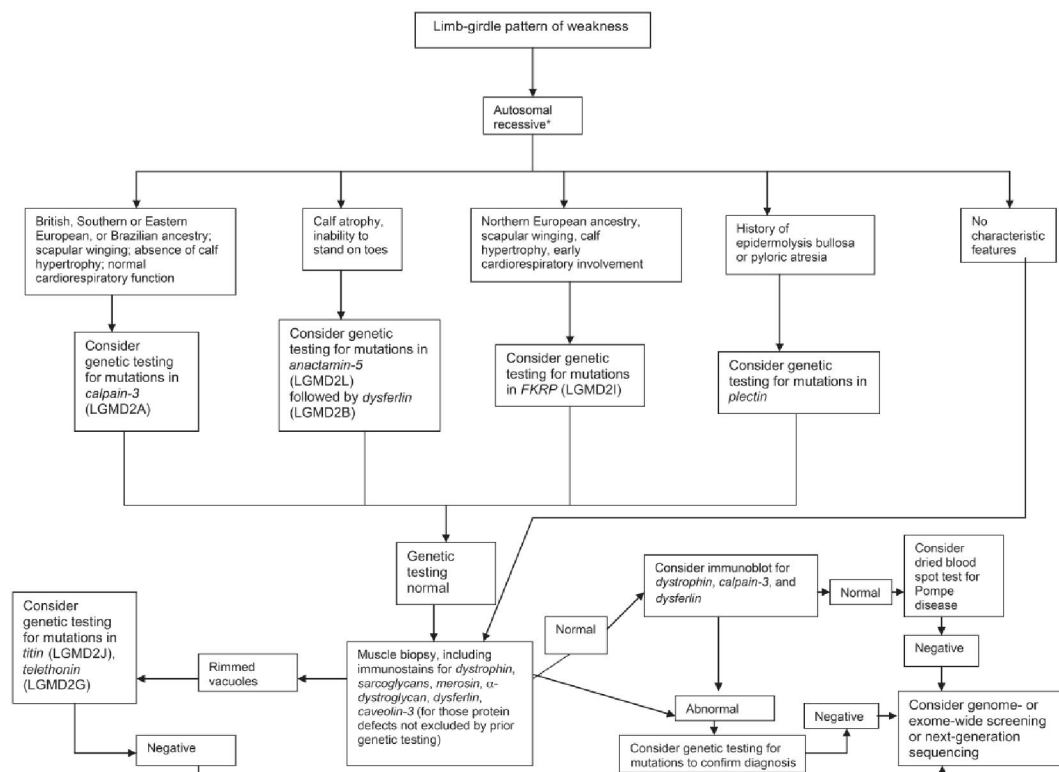 Limb-girdle pattern of weakness
Autosomal
recessive*
British, Southern or Eastern
European, or Brazilian ancestry;
scapular winging; absence of calf
hypertrophy; normal
cardiorespiratory function
Calf atrophy,
inability to
stand on toes
Northern European ancestry,
scapular winging, calf
hypertrophy, early
cardiorespiratory involvement
History of
epidermolysis bullosa
or pyloric atresia
No
characteristic
features
Consider
genetic testing
for mutations in
calpain-3
(LGMD2A)
Consider genetic
testing for mutations in
anactamin-5
(LGMD2L)
followed by dysferlin
(LGMD2B)
Consider genetic
testing for mutations
in FKRP (LGMD2I)
Consider genetic
testing for mutations in
plectin
Genetic
testing
normal
Consider immunoblot for
dystrophin, calpain-3, and
dysferlin
Normal
Consider
dried blood
spot test for
Pompe
disease
Consider
genetic testing
for mutations in
titin (LGMD2J),
telethonin
(LGMD2G)
Rimmed
vacuoles
Muscle biopsy, including
immunostains for dystrophin,
sarcoglycans, merosin, α-
dystroglycan, dysferlin,
caveolin-3 (for those protein
defects not excluded by prior
genetic testing)
Normal
Negative
Abnormal
Negative
Consider genome- or
exome-wide screening
or next-generation
sequencing
Negative
Consider genetic testing for
mutations to confirm diagnosis